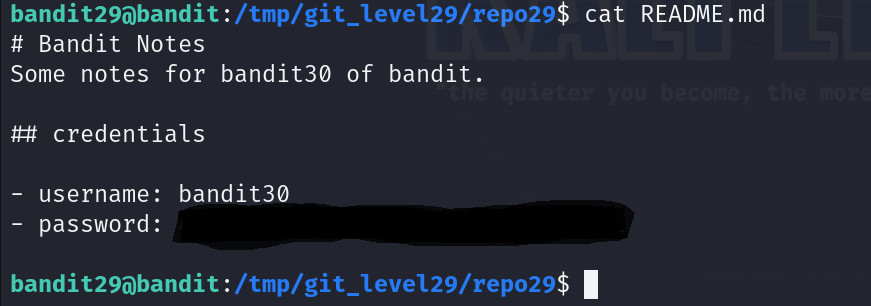 bandit29@bandit:/tmp/git_level29/repo29$ cat README.md
# Bandit Notes
Some notes for bandit30 of bandit.
"the quieter you become, the more
## credentials
- username: bandit30
- password:
bandit29@bandit:/tmp/git_level29/repo29$